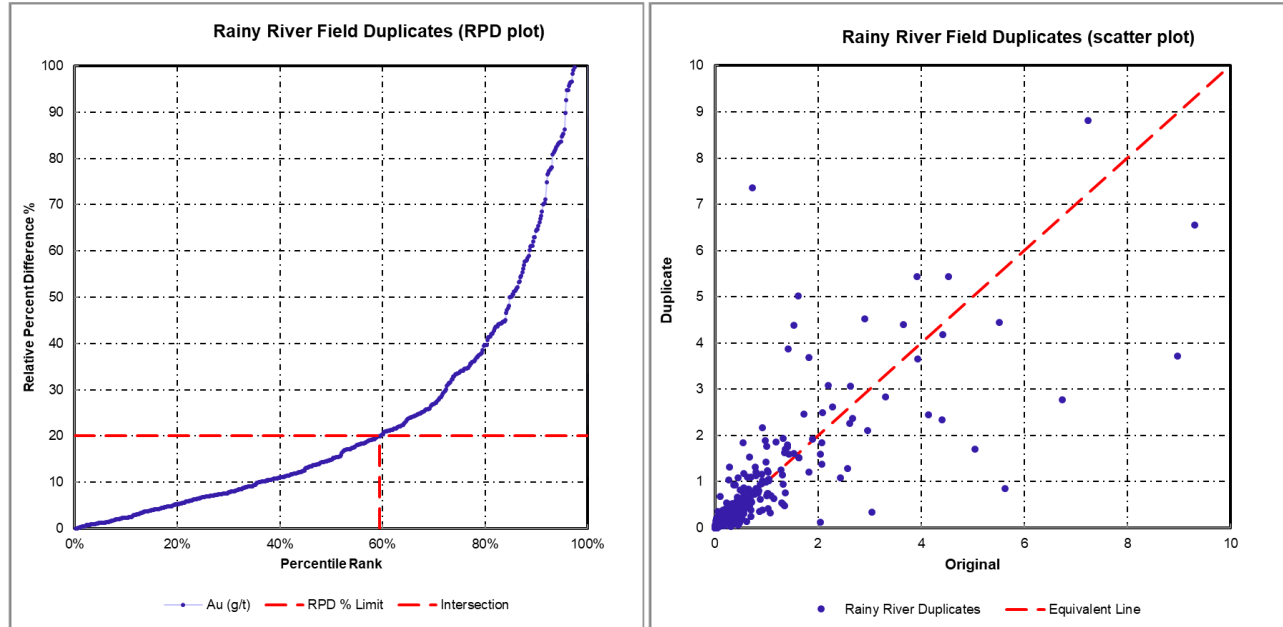 Rainy River Field Duplicates (RPD plot)
100
90
80
70
60
50
40
30
20
10
0
Relative Percent Difference %
0% 20% 40% 60% 80% 100%
Percentile Rank
Au (g/t) RPD % Limit Intersection
Rainy River Field Duplicates (scatter plot)
10
9
8
7
6
5
4
3
2
1
0
Duplicate
0 2 4 6 8 10
Original
Rainy River Duplicates Equivalent Line